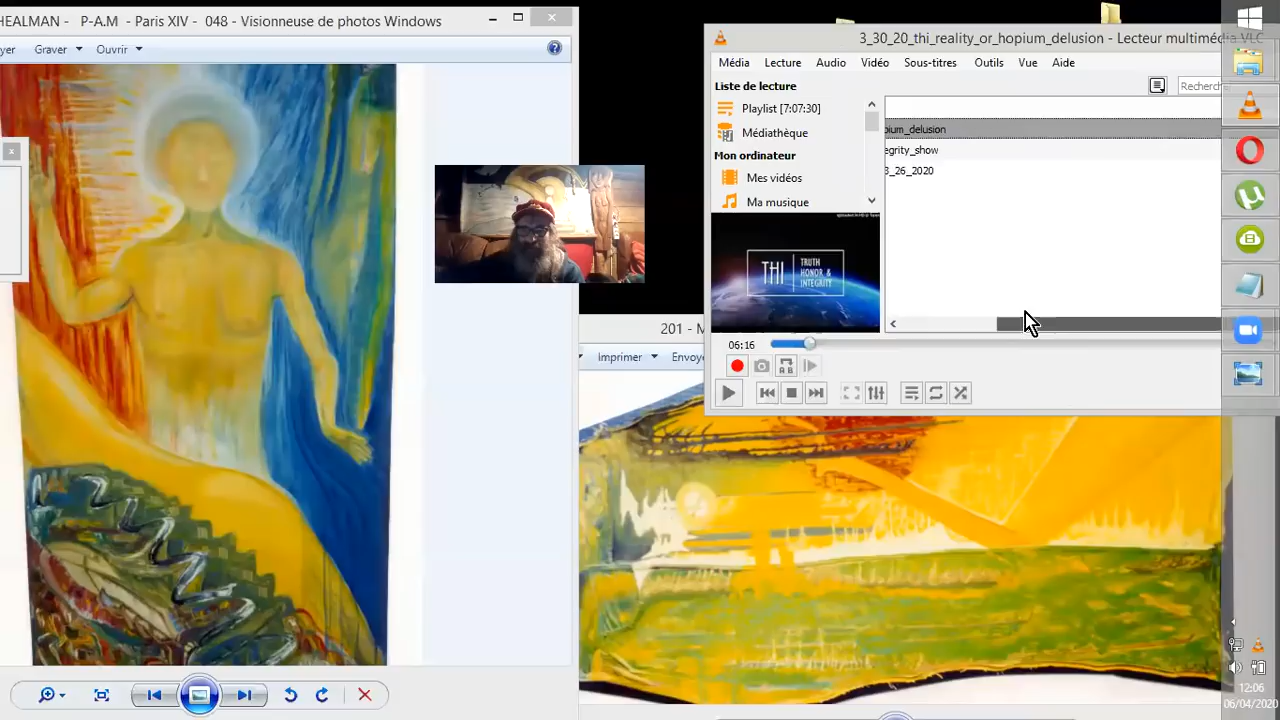 HEALMAN P-A.M - Paris XIV - 048 - Visionneuse de photos Windows
yer Graver Ouvrir
3_30_20_thi_reality_or_hopium_delusion - Lecteur multimédia VLC
Média Lecture Audio Vidéo Sous-titres Outils Vue Aide
Liste de lecture
Recherche
Playlist [7:07:30]
Médiathèque
Mon ordinateur
Mes vidéos
Ma musique
pium_delusion
egrity_show
3_26_2020
THI TRUTH
HONOR &
INTEGRITY
06:16
201 - M
Imprimer Envoye
12:06
06/04/2020